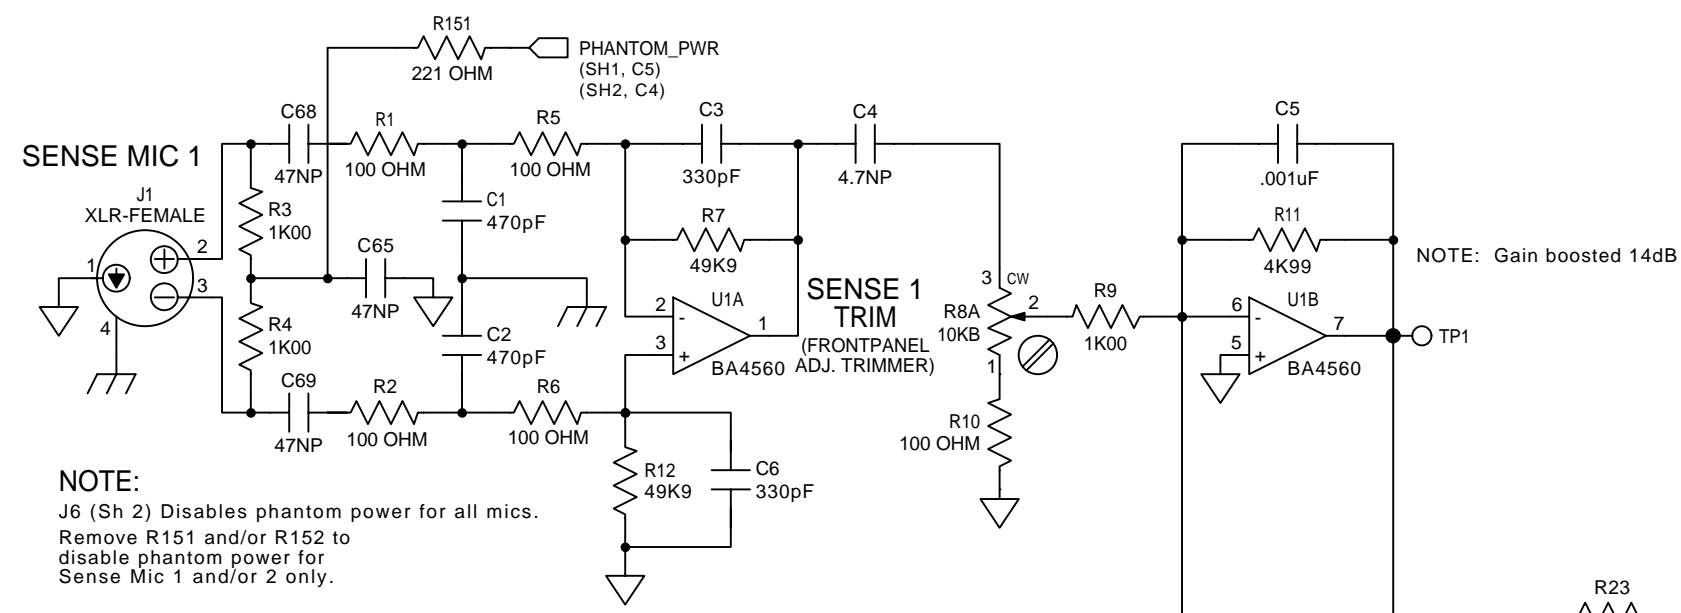 R151
221 OHM
PHANTOM_PWR
(SH1, C5)
(SH2, C4)
SENSE MIC 1
J1
XLR-FEMALE
1
2
3
4
C68
47NP
R1
100 OHM
R5
100 OHM
C3
330pF
C4
4.7NP
C5
.001uF
R3
1K00
C1
470pF
R7
49K9
R11
4K99
NOTE: Gain boosted 14dB
C65
47NP
R4
1K00
C2
470pF
2
-
3
+
1
U1A
BA4560
SENSE 1
TRIM
(FRONTPANEL
ADJ. TRIMMER)
3
CW
R8A
10KB
2
1
R9
1K00
6
-
5
+
7
U1B
BA4560
TP1
C69
47NP
R2
100 OHM
R6
100 OHM
R10
100 OHM
R12
49K9
C6
330pF
NOTE:
J6 (Sh 2) Disables phantom power for all mics.
Remove R151 and/or R152 to
disable phantom power for
Sense Mic 1 and/or 2 only.
R23